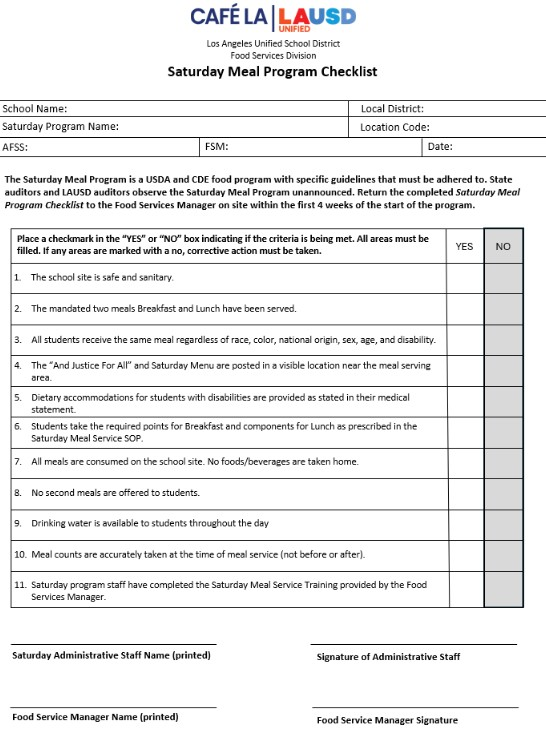 CAFÉ LA LAUSD
UNIFIED
Los Angeles Unified School District
Food Services Division
Saturday Meal Program Checklist
School Name: Local District:
Saturday Program Name: Location Code:
AFSS: FSM: Date:
The Saturday Meal Program is a USDA and CDE food program with specific guidelines that must be adhered to. State
auditors and LAUSD auditors observe the Saturday Meal Program unannounced. Return the completed Saturday Meal
Program Checklist to the Food Services Manager on site within the first 4 weeks of the start of the program.
Place a checkmark in the “YES” or “NO” box indicating if the criteria is being met. All areas must be
filled. If any areas are marked with a no, corrective action must be taken.
YES NO
1. The school site is safe and sanitary.
2. The mandated two meals Breakfast and Lunch have been served.
3. All students receive the same meal regardless of race, color, national origin, sex, age, and disability.
4. The “And Justice For All” and Saturday Menu are posted in a visible location near the meal serving
area.
5. Dietary accommodations for students with disabilities are provided as stated in their medical
statement.
6. Students take the required points for Breakfast and components for Lunch as prescribed in the
Saturday Meal Service SOP.
7. All meals are consumed on the school site. No foods/beverages are taken home.
8. No second meals are offered to students.
9. Drinking water is available to students throughout the day
10. Meal counts are accurately taken at the time of meal service (not before or after).
11. Saturday program staff have completed the Saturday Meal Service Training provided by the Food
Services Manager.
Saturday Administrative Staff Name (printed) Signature of Administrative Staff
Food Service Manager Name (printed) Food Service Manager Signature